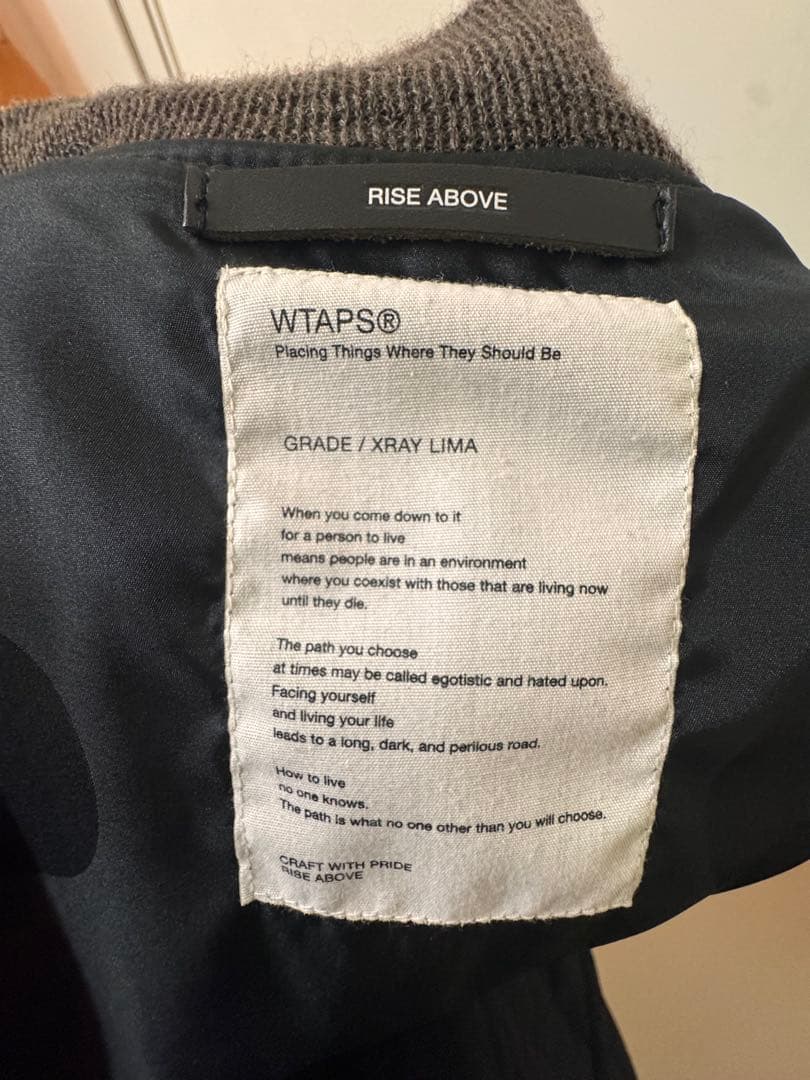 RISE ABOVE
WTAPS®
Placing Things Where They Should Be
GRADE / XRAY LIMA
When you come down to it
for a person to live
means people are in an environment
where you coexist with those that are living now
until they die.
The path you choose
at times may be called egotistic and hated upon.
Facing yourself
and living your life
leads to a long, dark, and perilous road.
How to live
no one knows.
The path is what no one other than you will choose.
CRAFT WITH PRIDE
RISE ABOVE